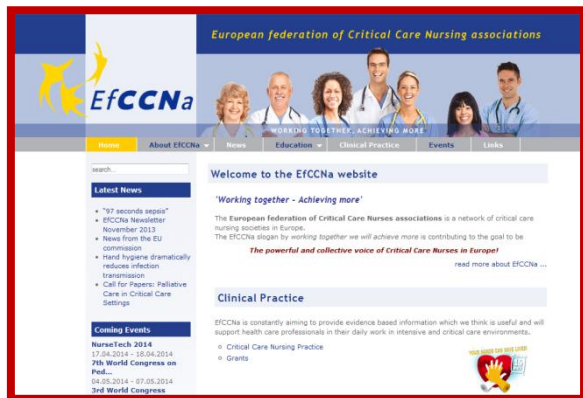 European federation of Critical Care Nursing associations
EfCCNa
WORKING TOGETHER, ACHIEVING MORE
Home
About EfCCNa
News
Education
Clinical Practice
Events
Links
search...
Latest News
"97 seconds sepsis"
EfCCNa Newsletter
November 2013
News from the EU
commission
Hand hygiene dramatically
reduces infection
transmission
Call for Papers: Palliative
Care in Critical Care
Settings
Coming Events
NurseTech 2014
17.04.2014 - 18.04.2014
7th World Congress on
Ped...
04.05.2014 - 07.05.2014
3rd World Congress
Welcome to the EfCCNa website
'Working together - Achieving more'
The European federation of Critical Care Nurses associations is a network of critical care
nursing societies in Europe.
The EfCCNa slogan by working together we will achieve more is contributing to the goal to be
The powerful and collective voice of Critical Care Nurses in Europe!
read more about EfCCNa ...
Clinical Practice
EfCCNa is constantly aiming to provide evidence based information which we think is useful and will
support health care professionals in their daily work in intensive and critical care environments.
Critical Care Nursing Practice
Grants